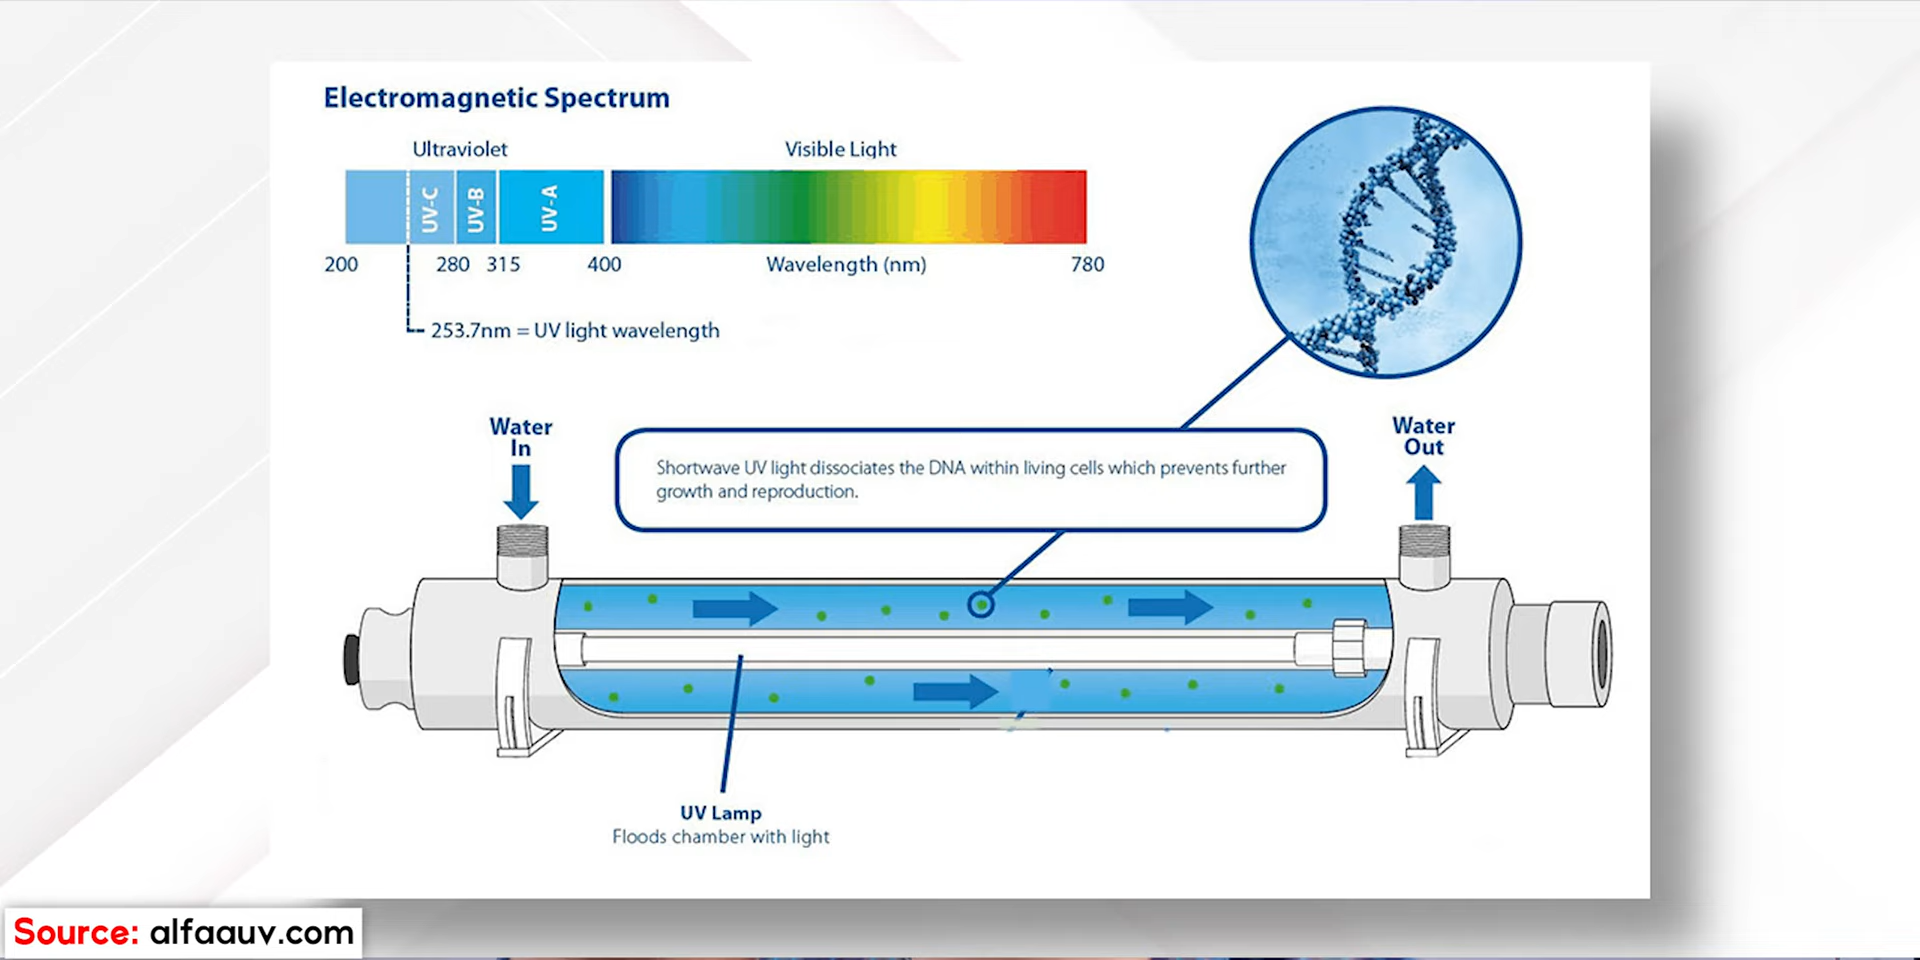 Electromagnetic Spectrum
Ultraviolet
Visible Light
UV-C
UV-B
UV-A
200
280
315
400
Wavelength (nm)
780
253.7nm = UV light wavelength
Water
In
Shortwave UV light dissociates the DNA within living cells which prevents further
growth and reproduction.
Water
Out
UV Lamp
Floods chamber with light
Source: alfaauv.com